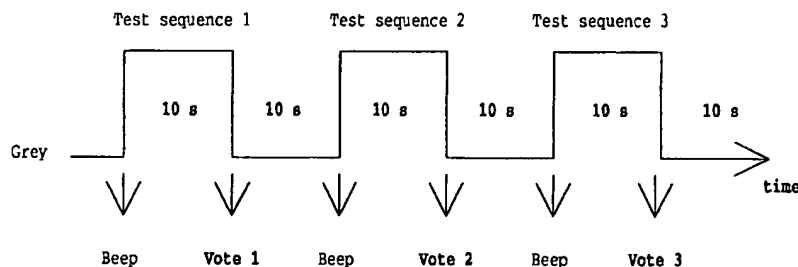 Test sequence 1 Test sequence 2 Test sequence 3
10 s 10 s 10 s 10 s 10 s 10 s
Grey
time
Beep Vote 1 Beep Vote 2 Beep Vote 3